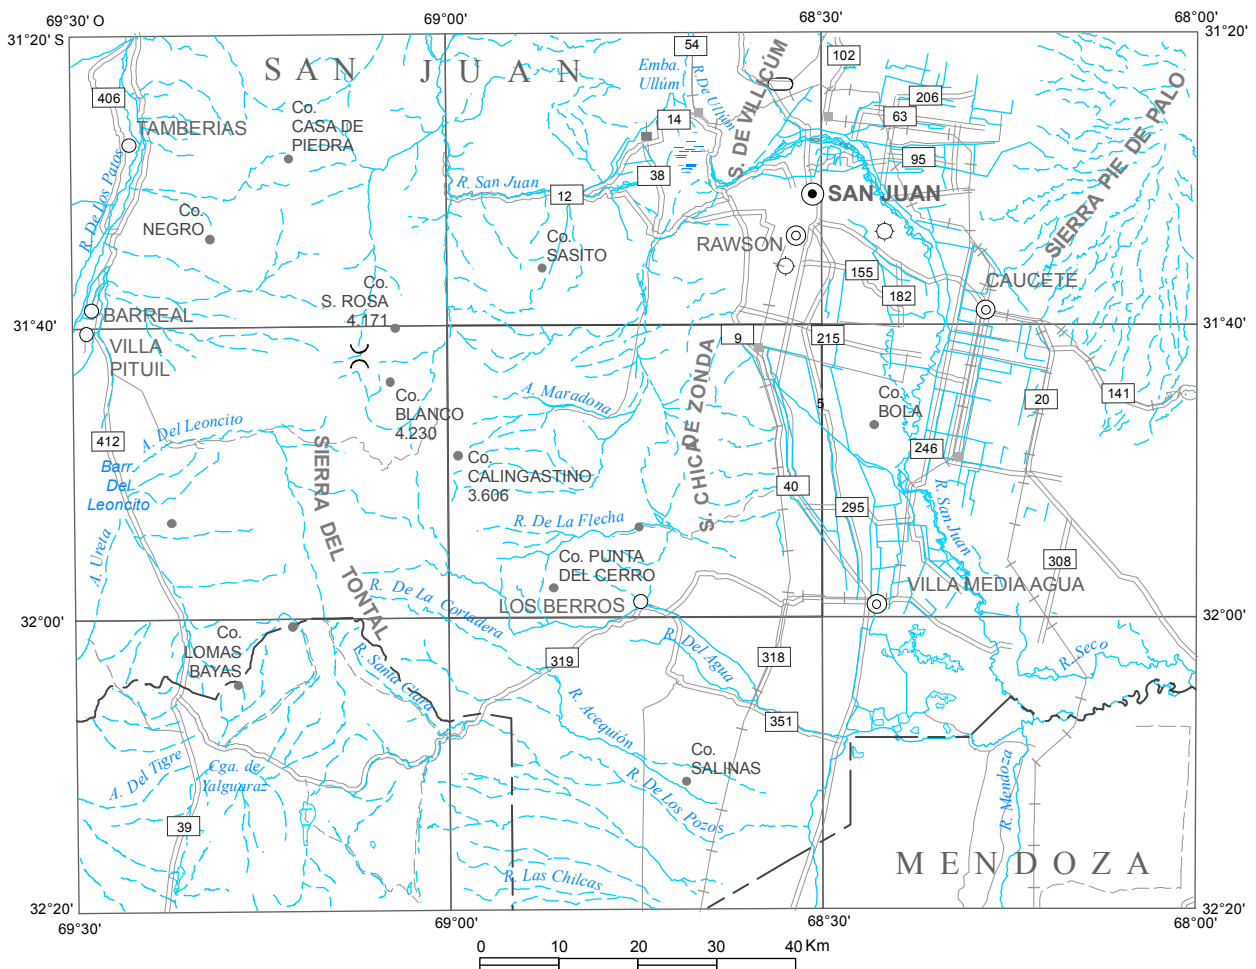 69°30' O
69°00'
68°30'
68°00'
31°20' S
31°20'
SAN JUAN
54
102
Emba.
Ullúm
R. De Ullúm
S. DE VILLICÚM
206
63
95
406
TAMBERIAS
Co.
CASA DE
PIEDRA
14
38
R. San Juan
12
SAN JUAN
SIERRA PIE DE PALO
R. De Los Patos
Co.
NEGRO
Co.
SASITO
RAWSON
155
182
CAUCETE
Co.
S. ROSA
4.171
BARREAL
VILLA
PITUIL
31°40'
31°40'
9
215
5
Co.
BLANCO
4.230
A. Maradona
S. CHICA DE ZONDA
Co.
BOLA
20
141
412
A. Del Leoncito
Barr.
Del
Leoncito
SIERRA DEL TONTAL
Co.
CALINGASTINO
3.606
246
40
295
R. San Juan
R. De La Flecha
A. Ureta
Co. PUNTA
DEL CERRO
LOS BERROS
308
VILLA MEDIA AGUA
R. De La Cortadera
32°00'
32°00'
Co.
LOMAS
BAYAS
R. Santa Clara
319
R. Del Agua
318
R. Seco
R. Acequión
351
A. Del Tigre
Cga. de
Yalguaraz
Co.
SALINAS
R. De Los Pozos
R. Mendoza
39
MENDOZA
R. Las Chilcas
32°20'
32°20'
69°30'
69°00'
68°30'
68°00'
0 10 20 30 40 Km